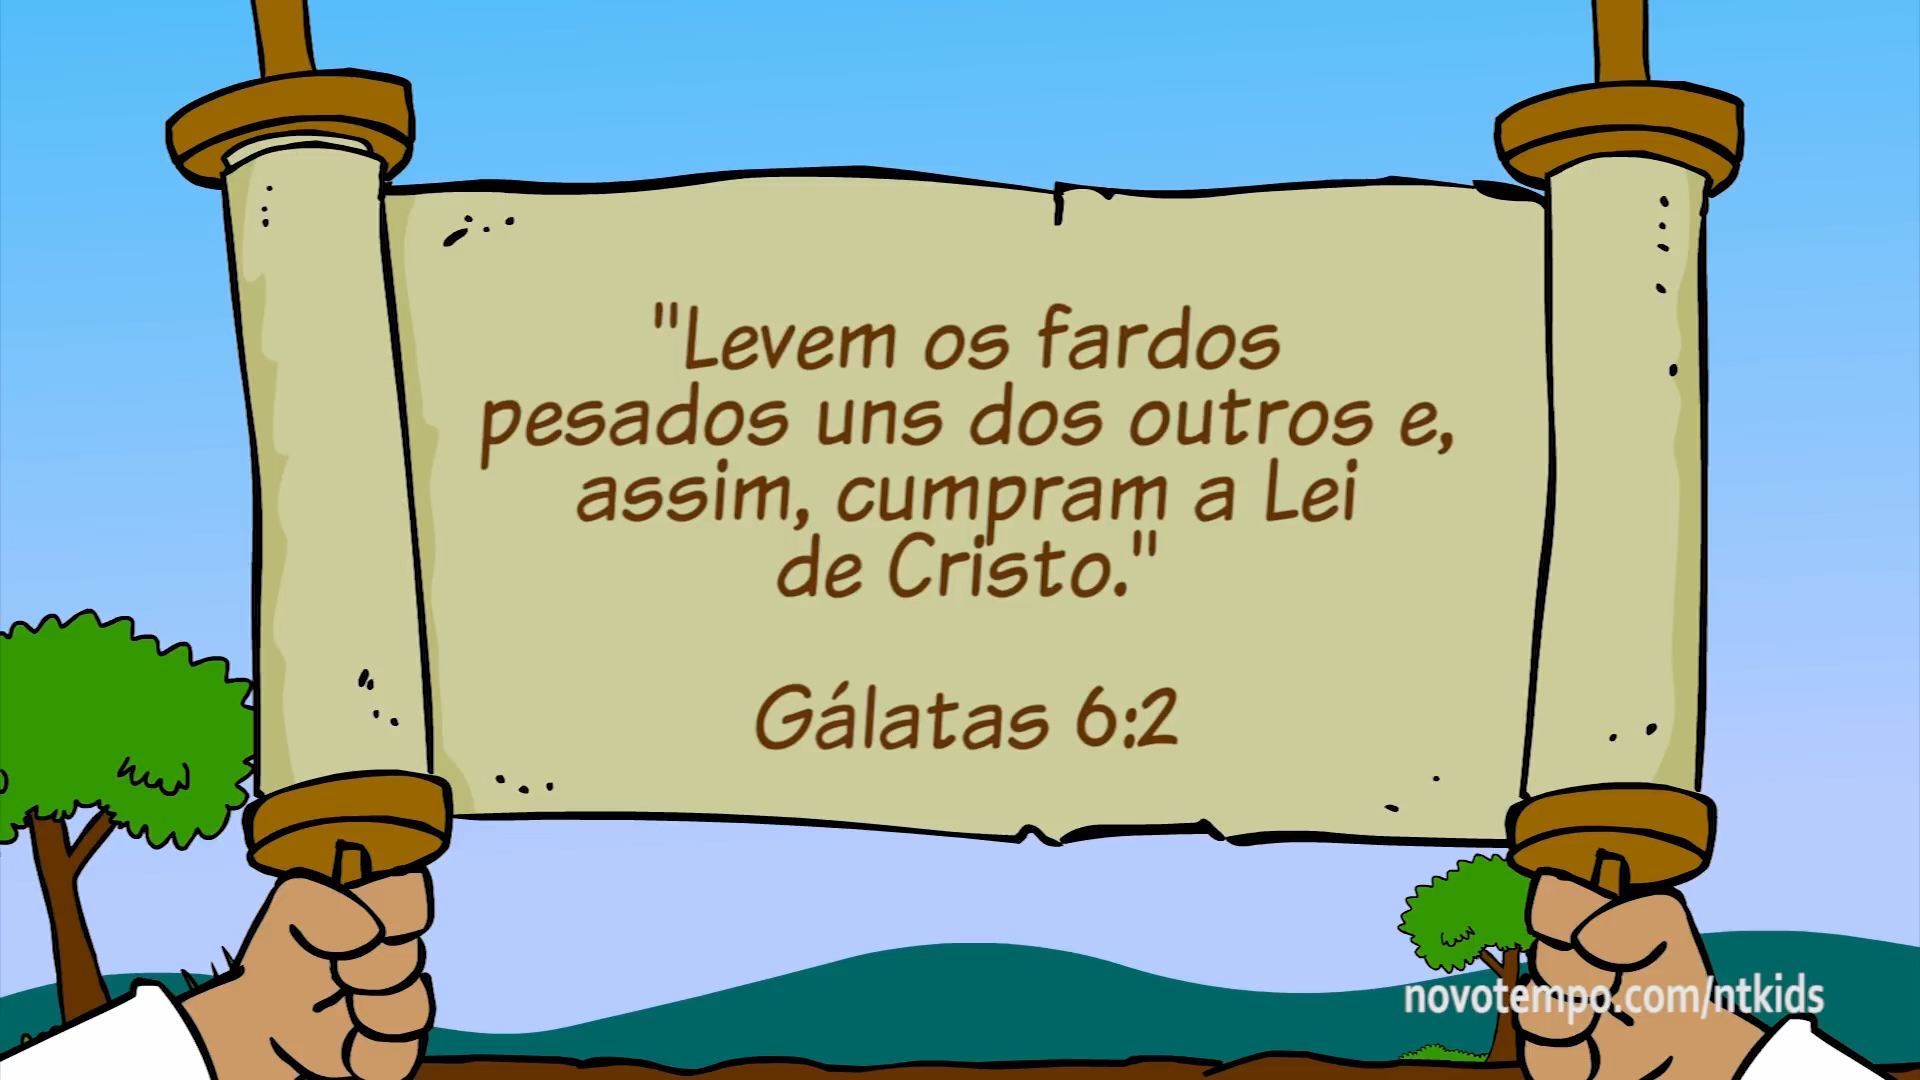 "Levem os fardos
pesados uns dos outros e,
assim, cumpram a Lei
de Cristo."
Gálatas 6:2
novotempo.com/ntkids